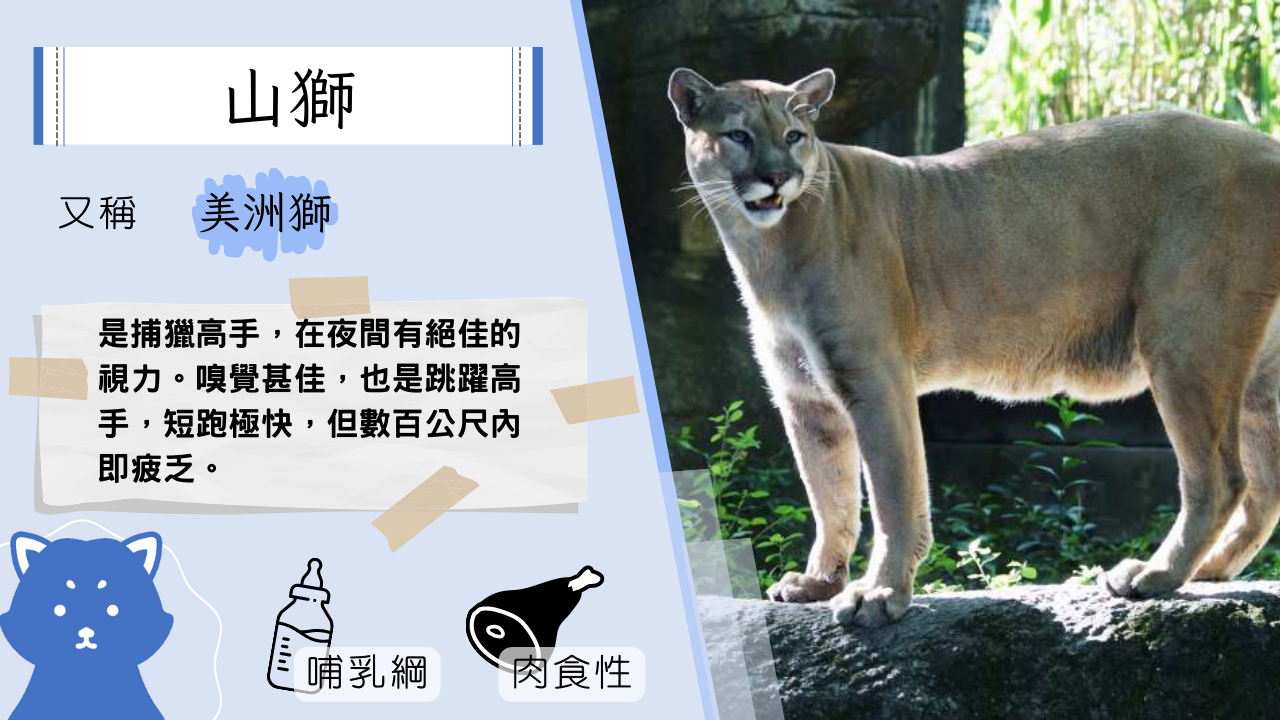 山獅
又稱 美洲獅
是捕獵高手，在夜間有絕佳的
視力。嗅覺甚佳，也是跳躍高
手，短跑極快，但數百公尺內
即疲乏。
哺乳綱
肉食性